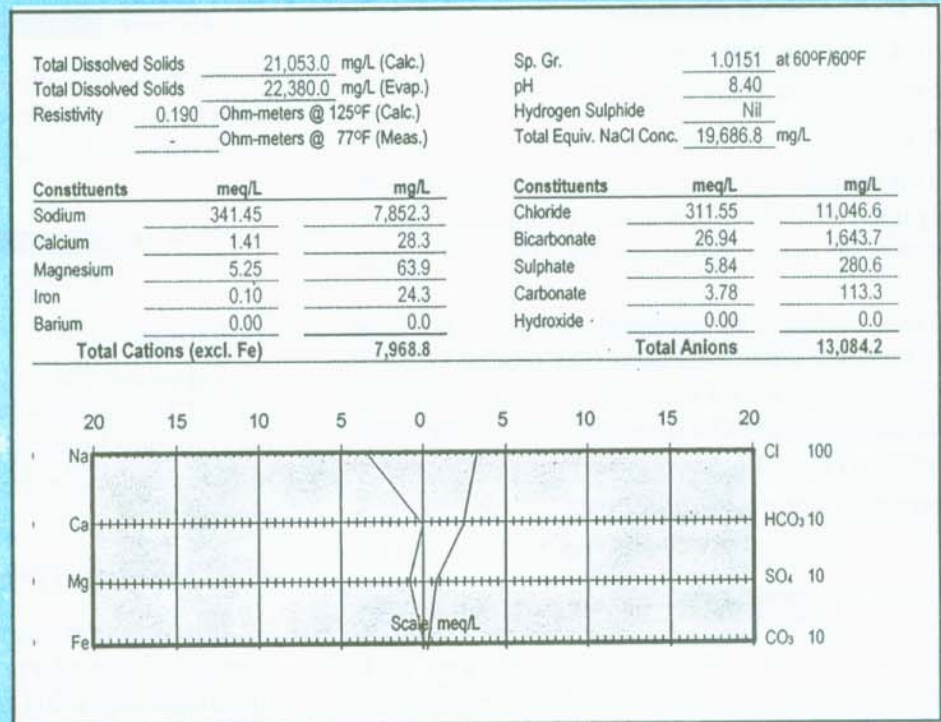 Total Dissolved Solids 21,053.0 mg/L (Calc.)
Total Dissolved Solids 22,380.0 mg/L (Evap.)
Resistivity 0.190 Ohm-meters @ 125ºF (Calc.)
- Ohm-meters @ 77ºF (Meas.)
Sp. Gr. 1.0151 at 60ºF/60ºF
pH 8.40
Hydrogen Sulphide Nil
Total Equiv. NaCl Conc. 19,686.8 mg/L
Constituents meq/L mg/L
Sodium 341.45 7,852.3
Calcium 1.41 28.3
Magnesium 5.25 63.9
Iron 0.10 24.3
Barium 0.00 0.0
Total Cations (excl. Fe) 7,968.8
Constituents meq/L mg/L
Chloride 311.55 11,046.6
Bicarbonate 26.94 1,643.7
Sulphate 5.84 280.6
Carbonate 3.78 113.3
Hydroxide 0.00 0.0
Total Anions 13,084.2
20 15 10 5 0 5 10 15 20
Na Cl 100
Ca HCO₃ 10
Mg SO₄ 10
Scale meq/L
Fe CO₃ 10